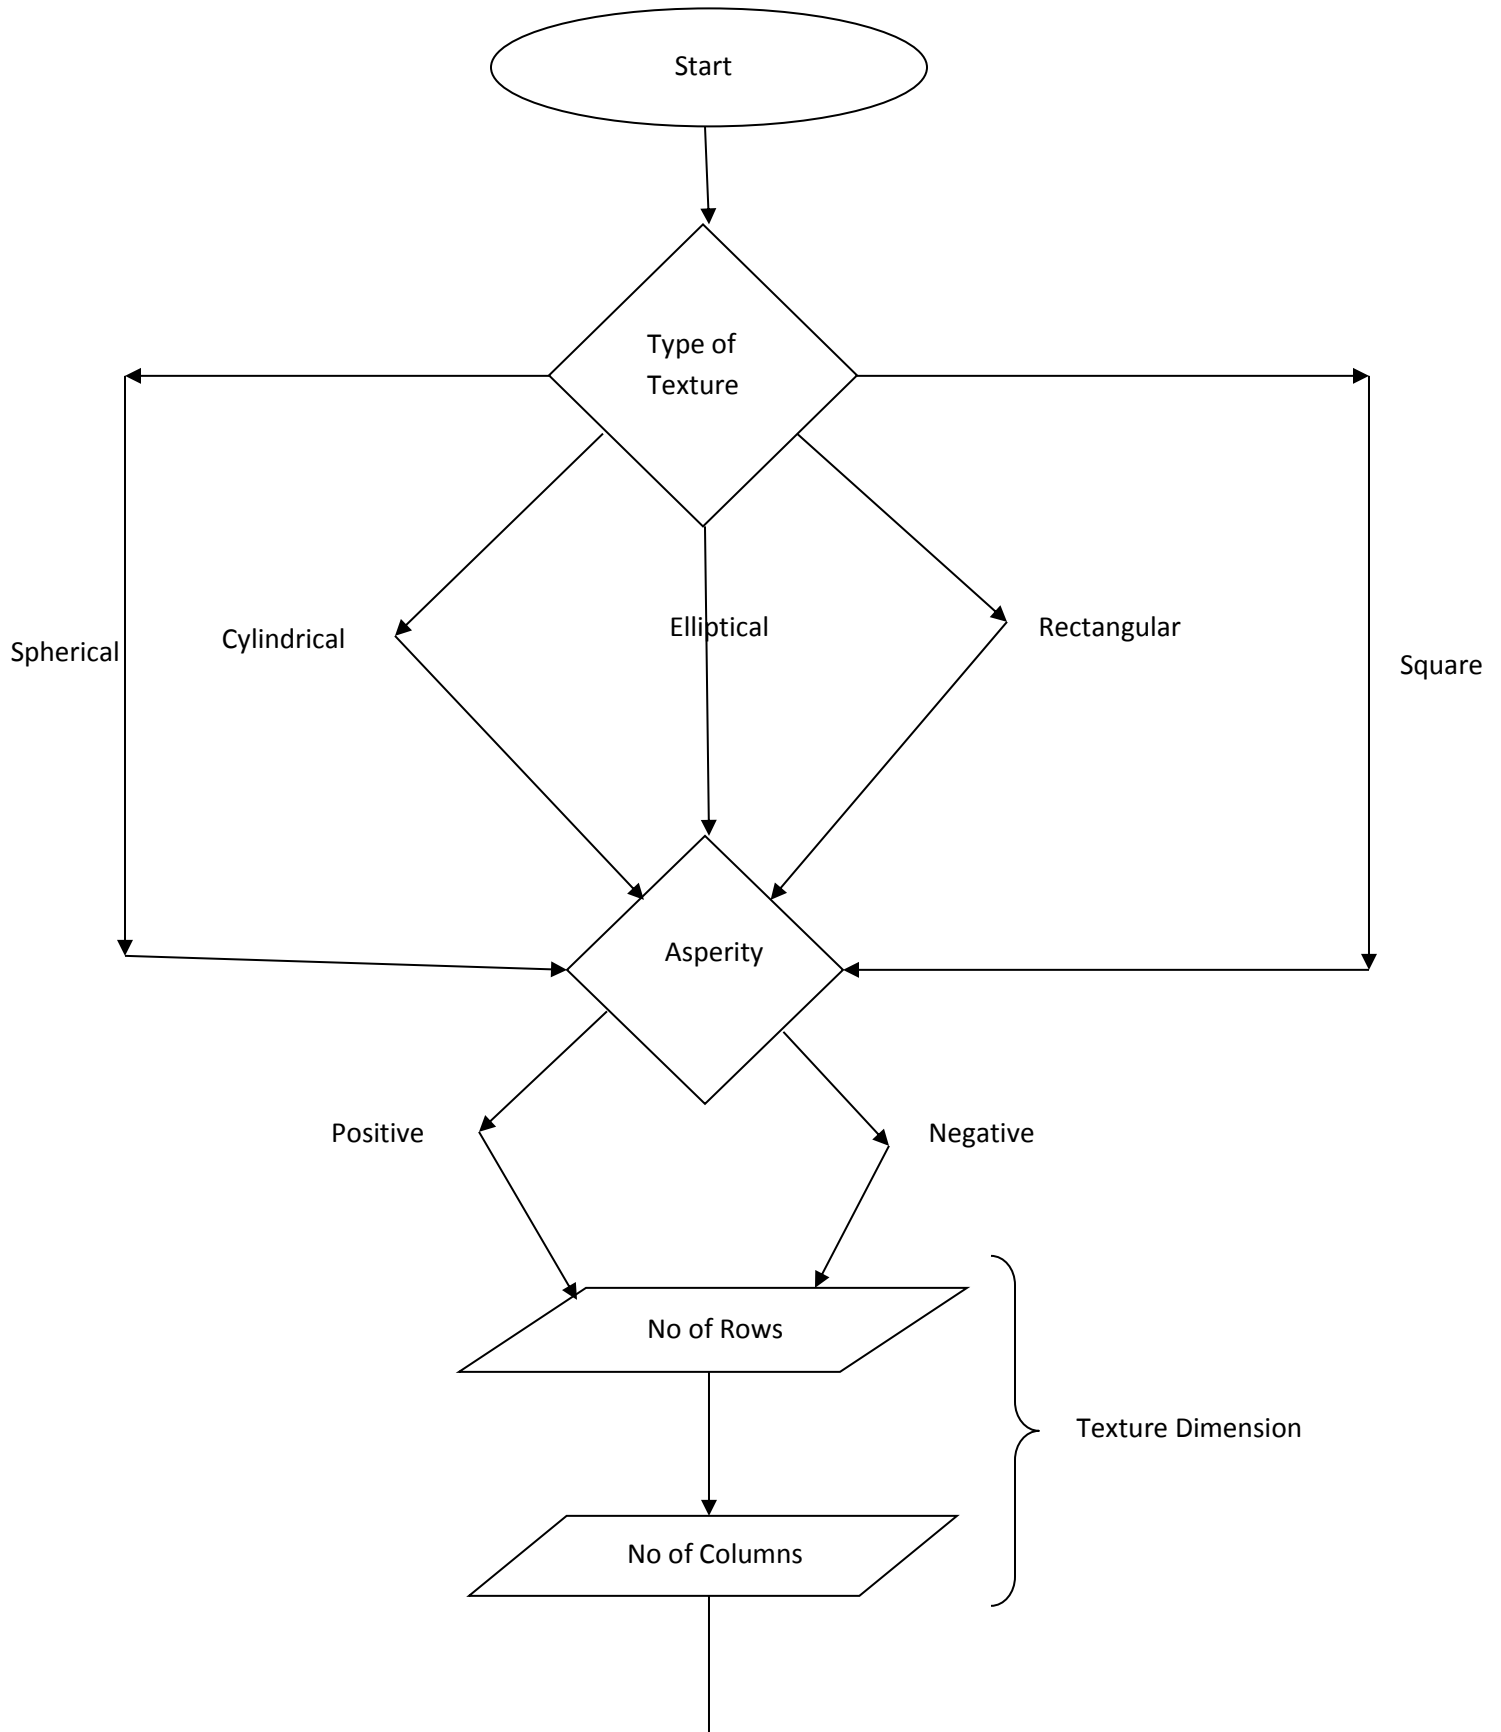 Start
Type of
Texture
Spherical
Cylindrical
Elliptical
Rectangular
Square
Asperity
Positive
Negative
No of Rows
Texture Dimension
No of Columns